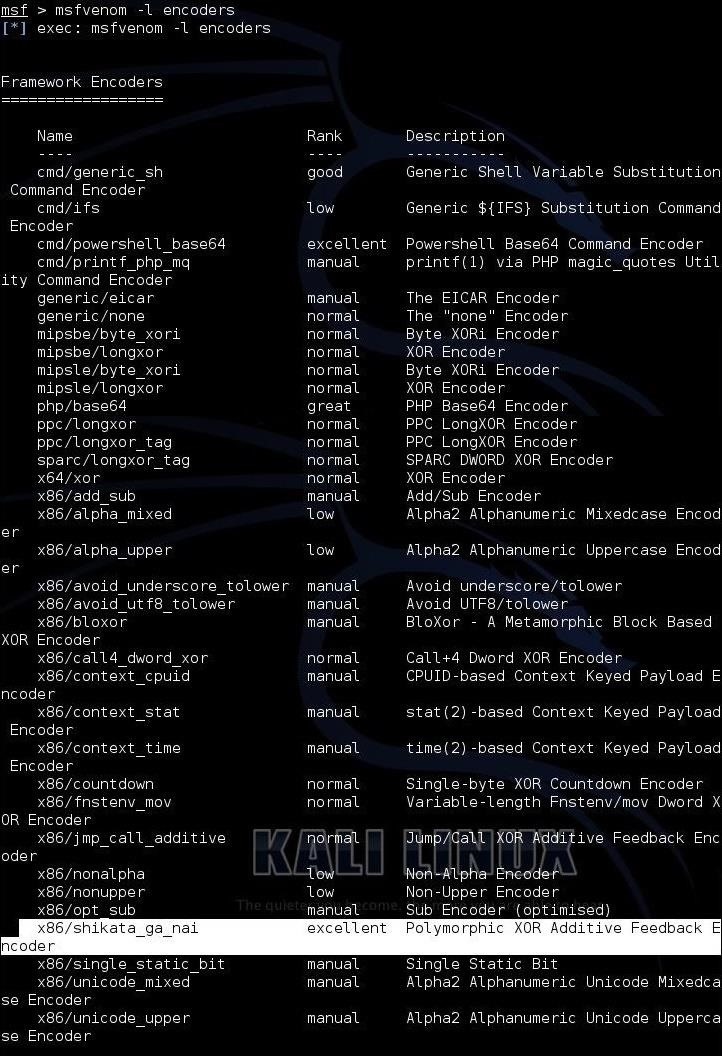 msf > msfvenom -l encoders
[*] exec: msfvenom -l encoders
Framework Encoders
==================
Name Rank Description
---- ---- -----------
cmd/generic_sh good Generic Shell Variable Substitution
Command Encoder
cmd/ifs low Generic ${IFS} Substitution Command
Encoder
cmd/powershell_base64 excellent Powershell Base64 Command Encoder
cmd/printf_php_mq manual printf(1) via PHP magic_quotes Util
ity Command Encoder
generic/eicar manual The EICAR Encoder
generic/none normal The "none" Encoder
mipsbe/byte_xori normal Byte XORi Encoder
mipsbe/longxor normal XOR Encoder
mipsle/byte_xori normal Byte XORi Encoder
mipsle/longxor normal XOR Encoder
php/base64 great PHP Base64 Encoder
ppc/longxor normal PPC LongXOR Encoder
ppc/longxor_tag normal PPC LongXOR Encoder
sparc/longxor_tag normal SPARC DWORD XOR Encoder
x64/xor normal XOR Encoder
x86/add_sub manual Add/Sub Encoder
x86/alpha_mixed low Alpha2 Alphanumeric Mixedcase Encod
er
x86/alpha_upper low Alpha2 Alphanumeric Uppercase Encod
er
x86/avoid_underscore_tolower manual Avoid underscore/tolower
x86/avoid_utf8_tolower manual Avoid UTF8/tolower
x86/bloxor manual BloXor - A Metamorphic Block Based
XOR Encoder
x86/call4_dword_xor normal Call+4 Dword XOR Encoder
x86/context_cpuid manual CPUID-based Context Keyed Payload E
ncoder
x86/context_stat manual stat(2)-based Context Keyed Payload
Encoder
x86/context_time manual time(2)-based Context Keyed Payload
Encoder
x86/countdown normal Single-byte XOR Countdown Encoder
x86/fnstenv_mov normal Variable-length Fnstenv/mov Dword X
OR Encoder
x86/jmp_call_additive normal Jump/Call XOR Additive Feedback Enc
oder
KALI LINUX
x86/nonalpha low Non-Alpha Encoder
x86/nonupper low Non-Upper Encoder
The quieter you become, the more you are able to hear
x86/opt_sub manual Sub Encoder (optimised)
x86/shikata_ga_nai excellent Polymorphic XOR Additive Feedback E
ncoder
x86/single_static_bit manual Single Static Bit
x86/unicode_mixed manual Alpha2 Alphanumeric Unicode Mixedca
se Encoder
x86/unicode_upper manual Alpha2 Alphanumeric Unicode Upperca
se Encoder